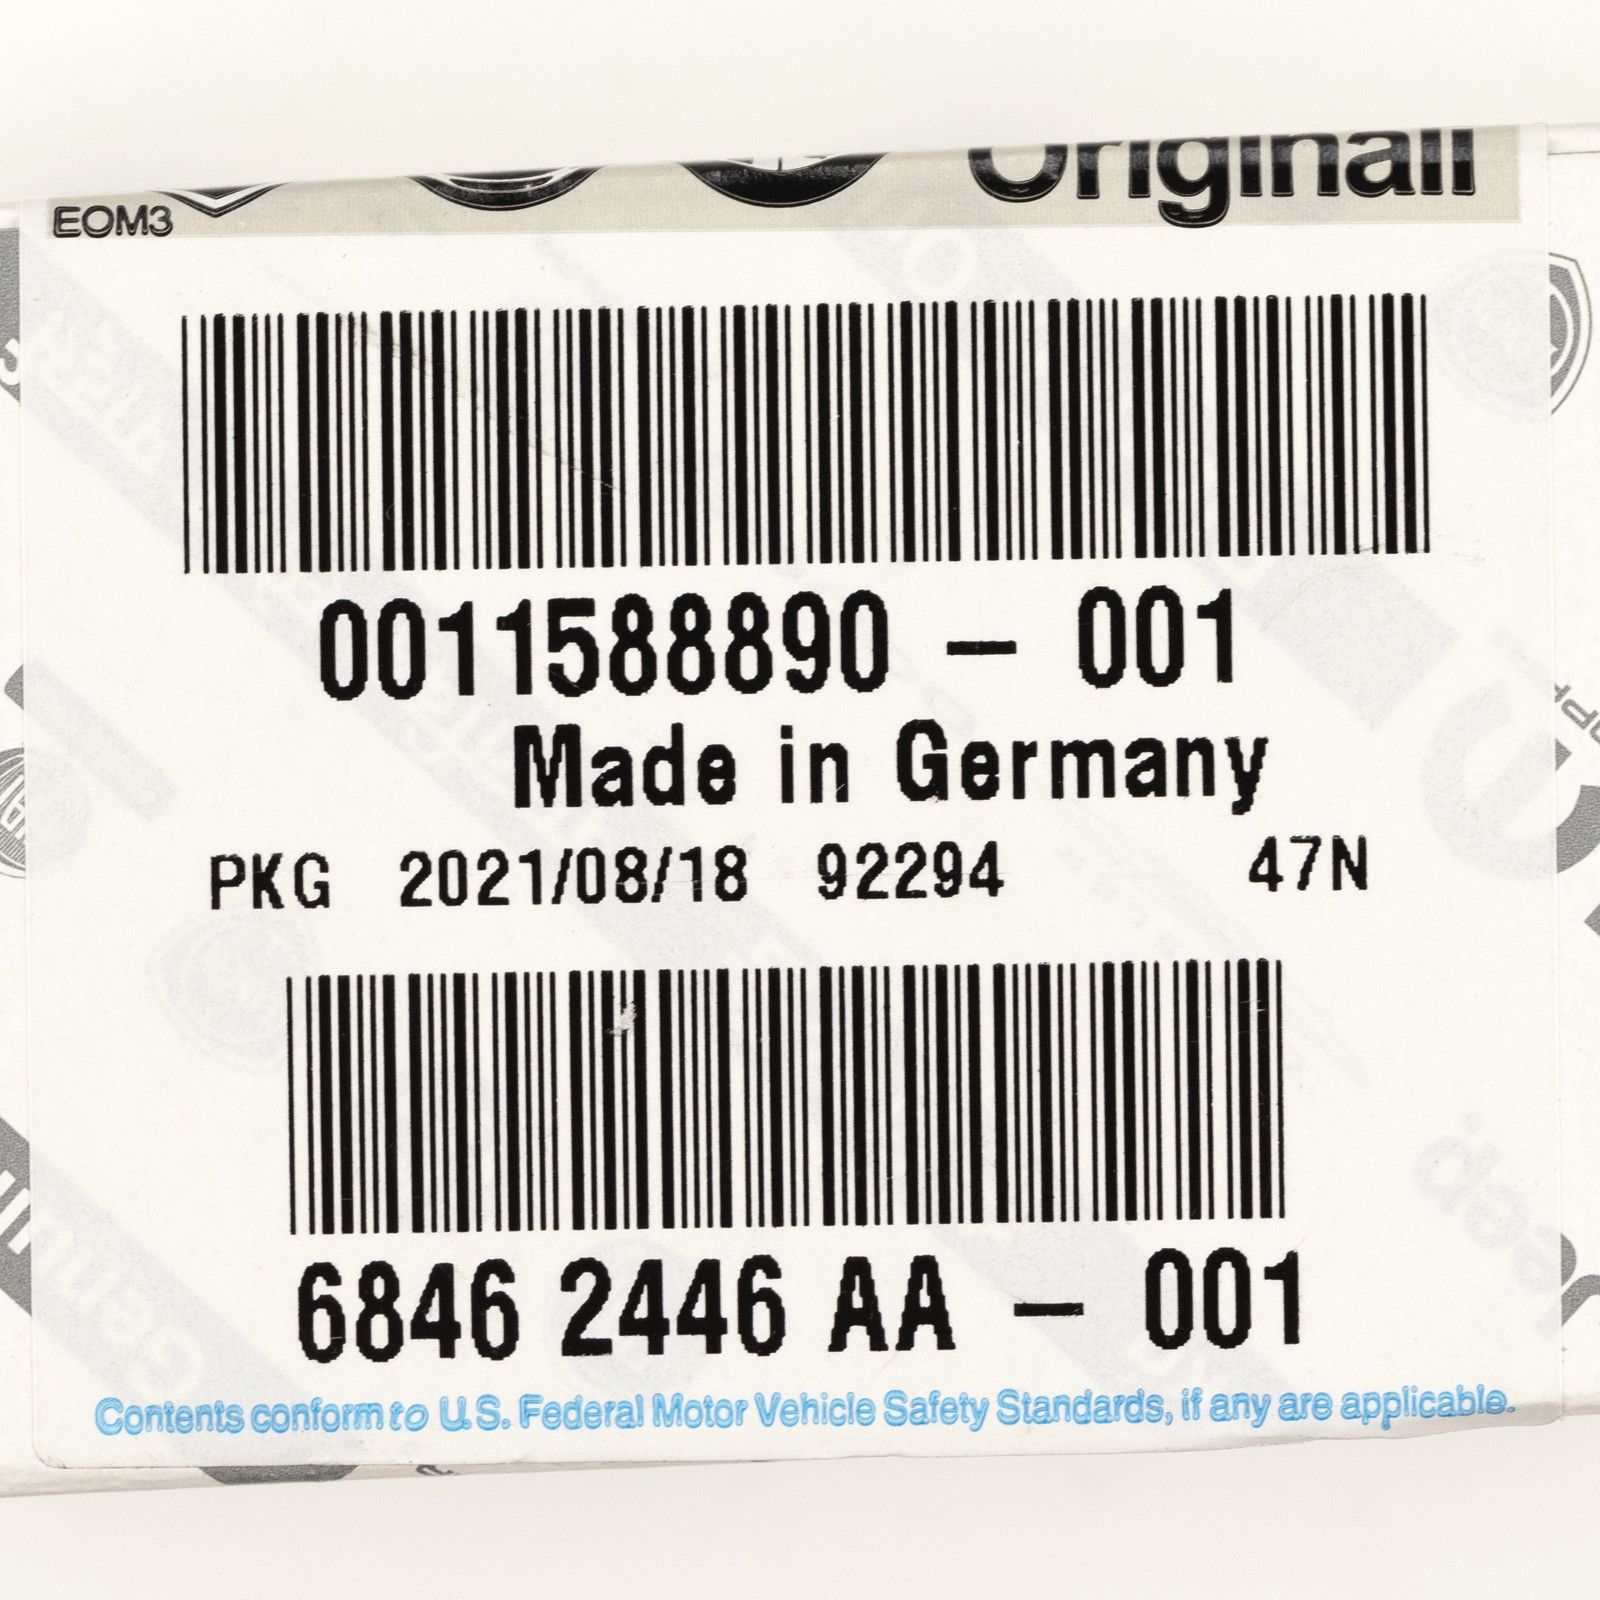 Originali
EOM3
0011588890 - 001
Made in Germany
PKG 2021/08/18 92294 47N
6846 2446 AA - 001
Contents conform to U.S. Federal Motor Vehicle Safety Standards, if any are applicable.